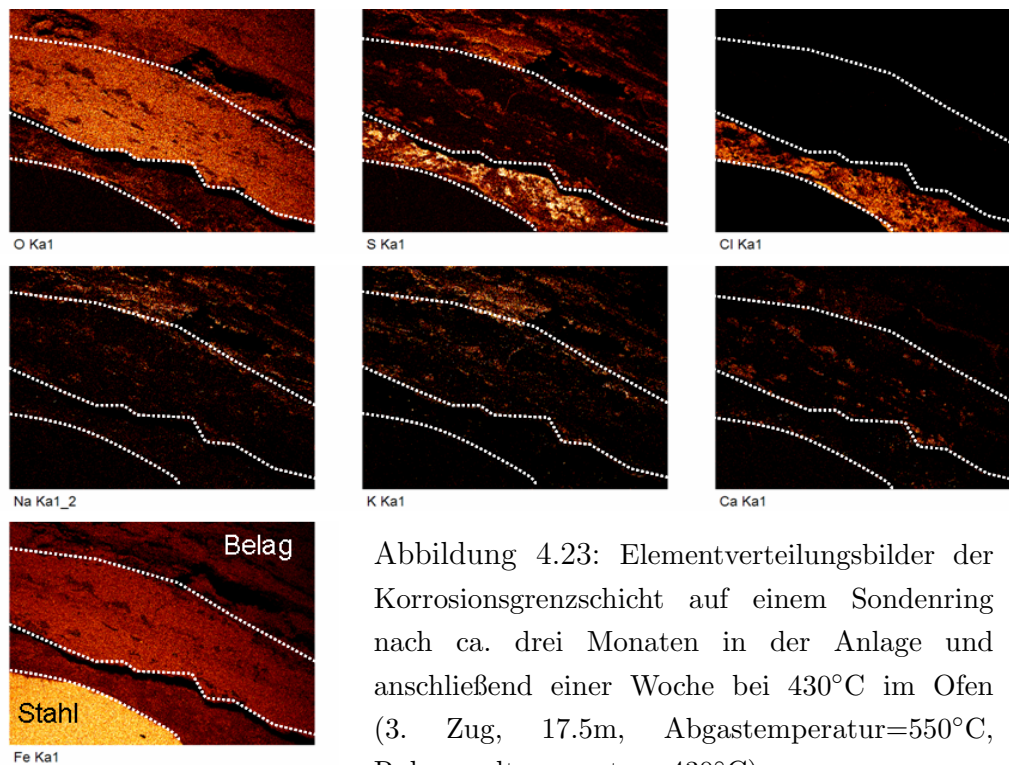 O Ka1
S Ka1
Cl Ka1
Na Ka1_2
K Ka1
Ca Ka1
Belag
Stahl
Fe Ka1
Abbildung 4.23: Elementverteilungsbilder der
Korrosionsgrenzschicht auf einem Sondenring
nach ca. drei Monaten in der Anlage und
anschließend einer Woche bei 430°C im Ofen
(3. Zug, 17.5m, Abgastemperatur=550°C,